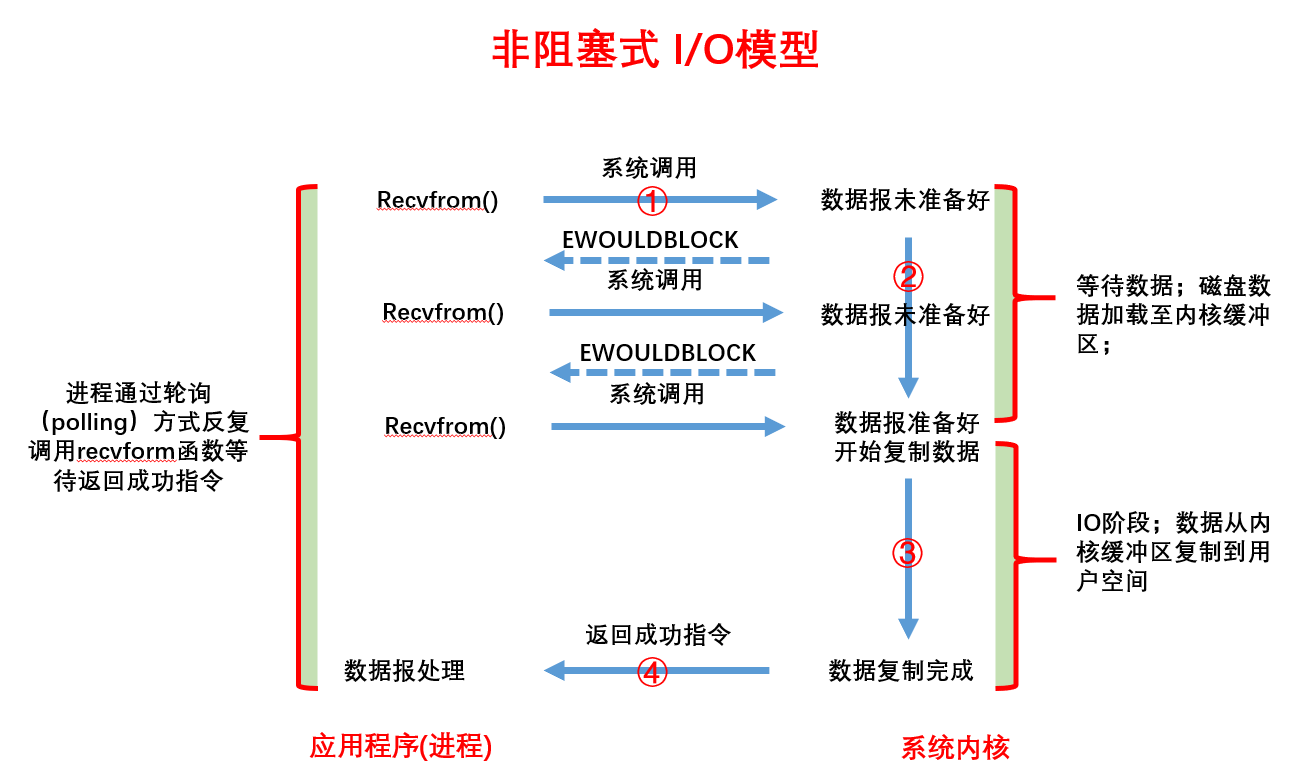 非阻塞式 I/O模型
系统调用
Recvfrom()
①
数据报未准备好
EWOULDBLOCK
②
系统调用
Recvfrom()
数据报未准备好
等待数据；磁盘数
据加载至内核缓冲
区；
EWOULDBLOCK
系统调用
Recvfrom()
数据报准备好
开始复制数据
进程通过轮询
（polling）方式反复
调用recvform函数等
待返回成功指令
IO阶段；数据从内
核缓冲区复制到用
户空间
③
返回成功指令
数据报处理
④
数据复制完成
应用程序(进程)
系统内核